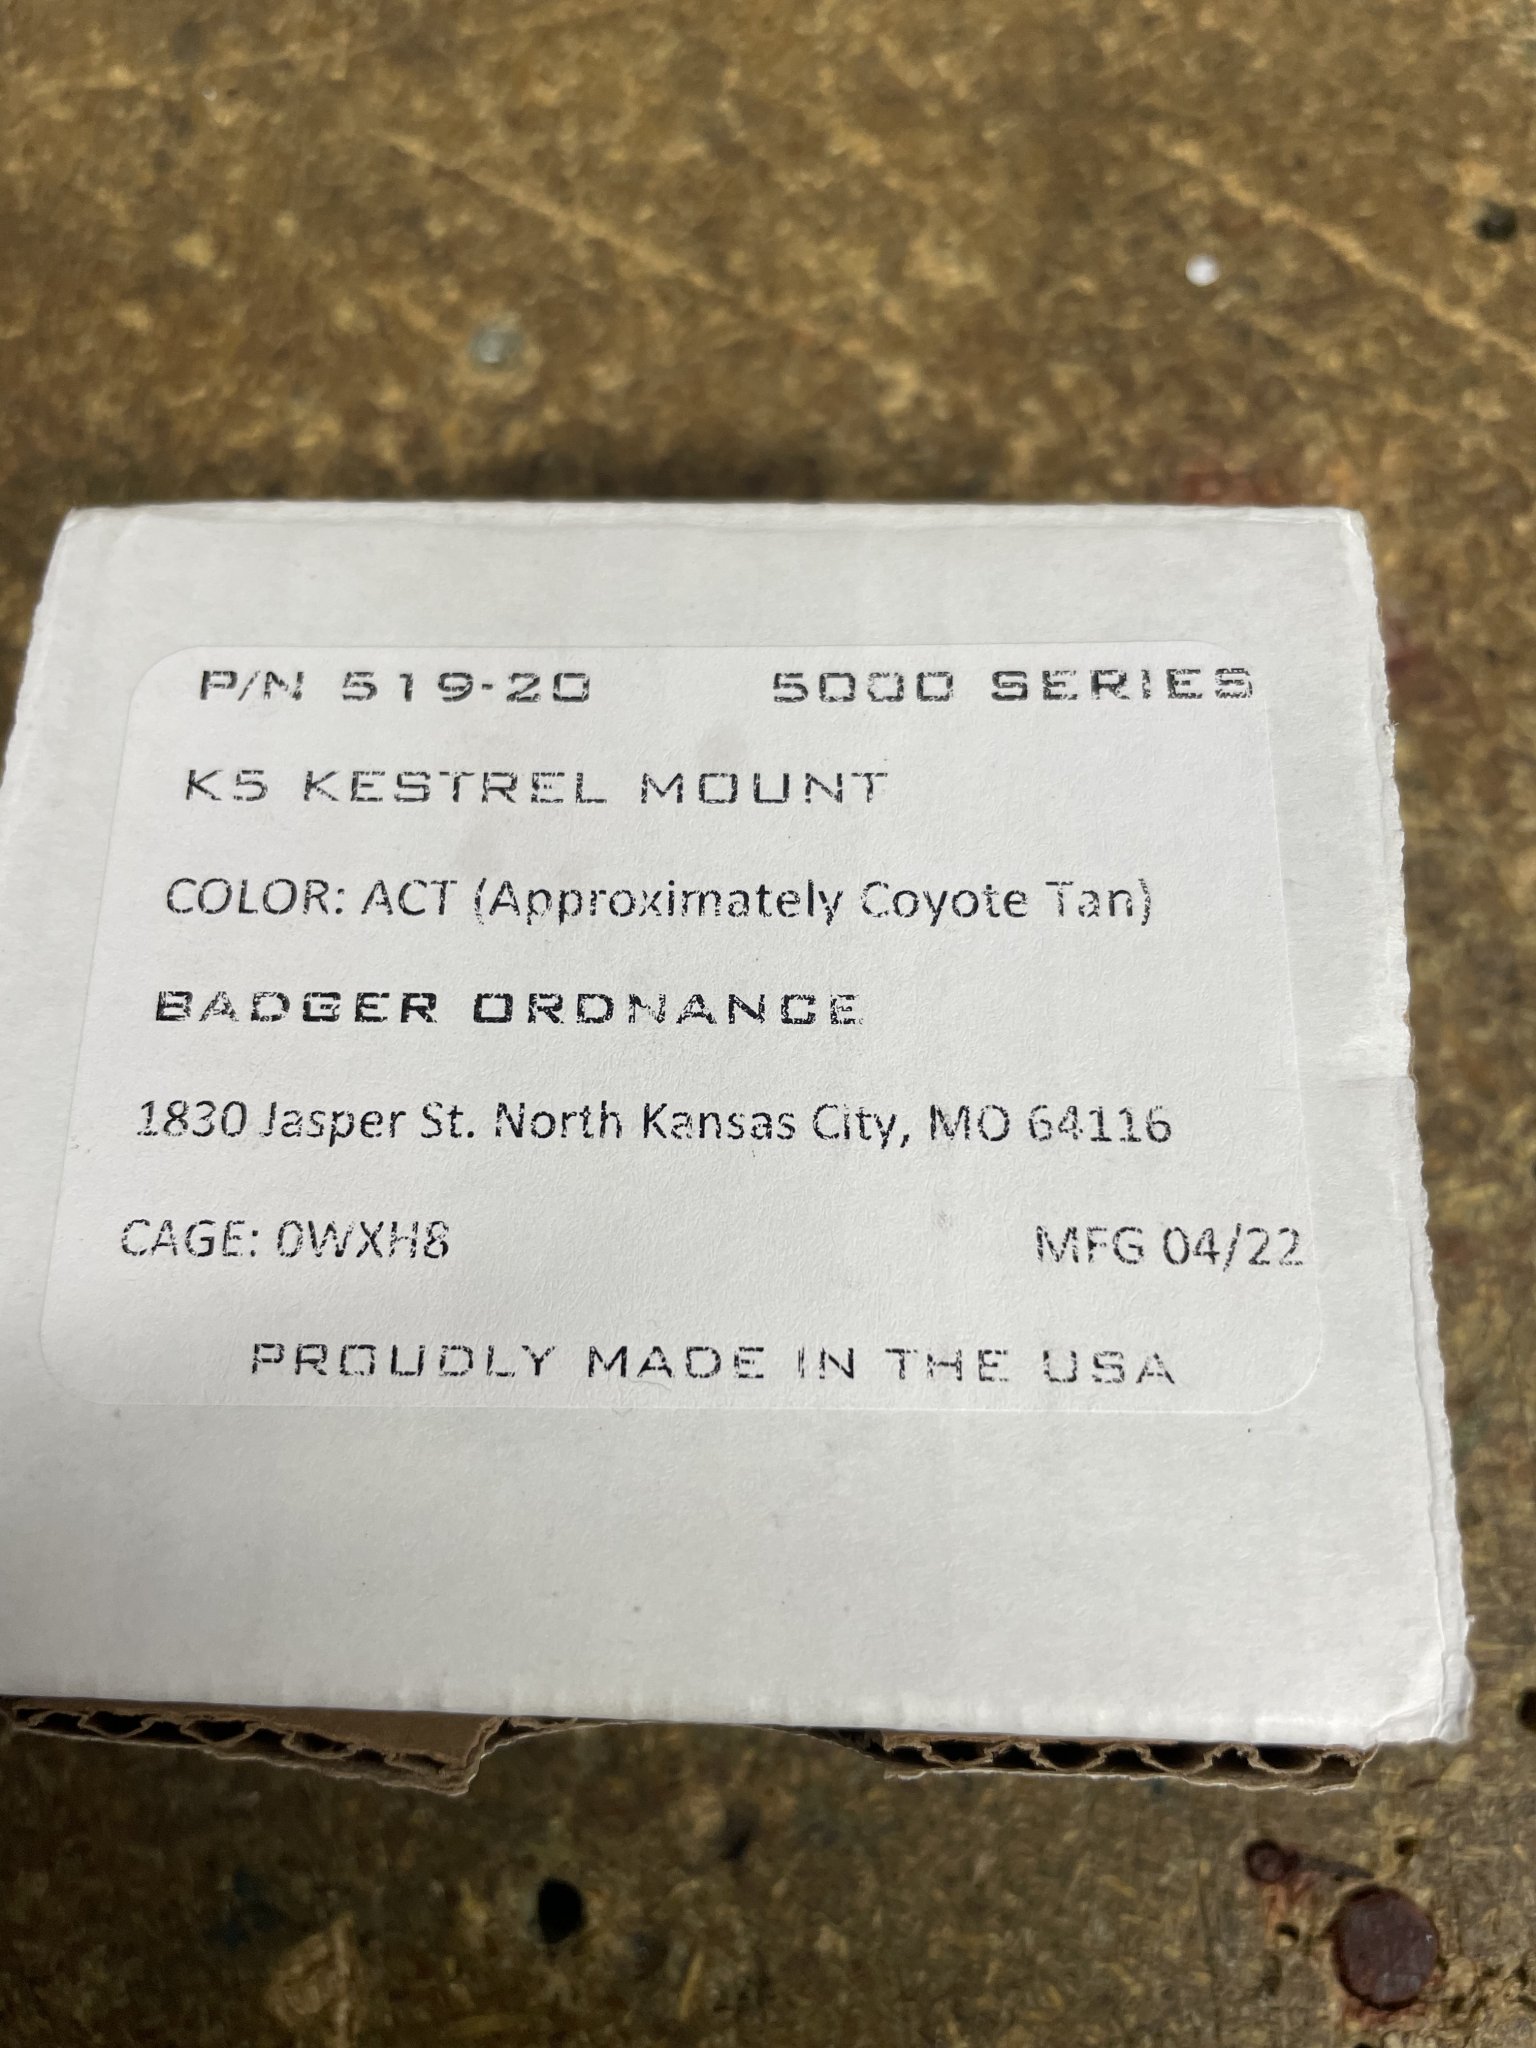 P/N 519-20 5000 SERIES
K5 KESTREL MOUNT
COLOR: ACT (Approximately Coyote Tan)
BADGER ORDNANCE
1830 Jasper St. North Kansas City, MO 64116
CAGE: 0WXH8 MFG 04/22
PROUDLY MADE IN THE USA